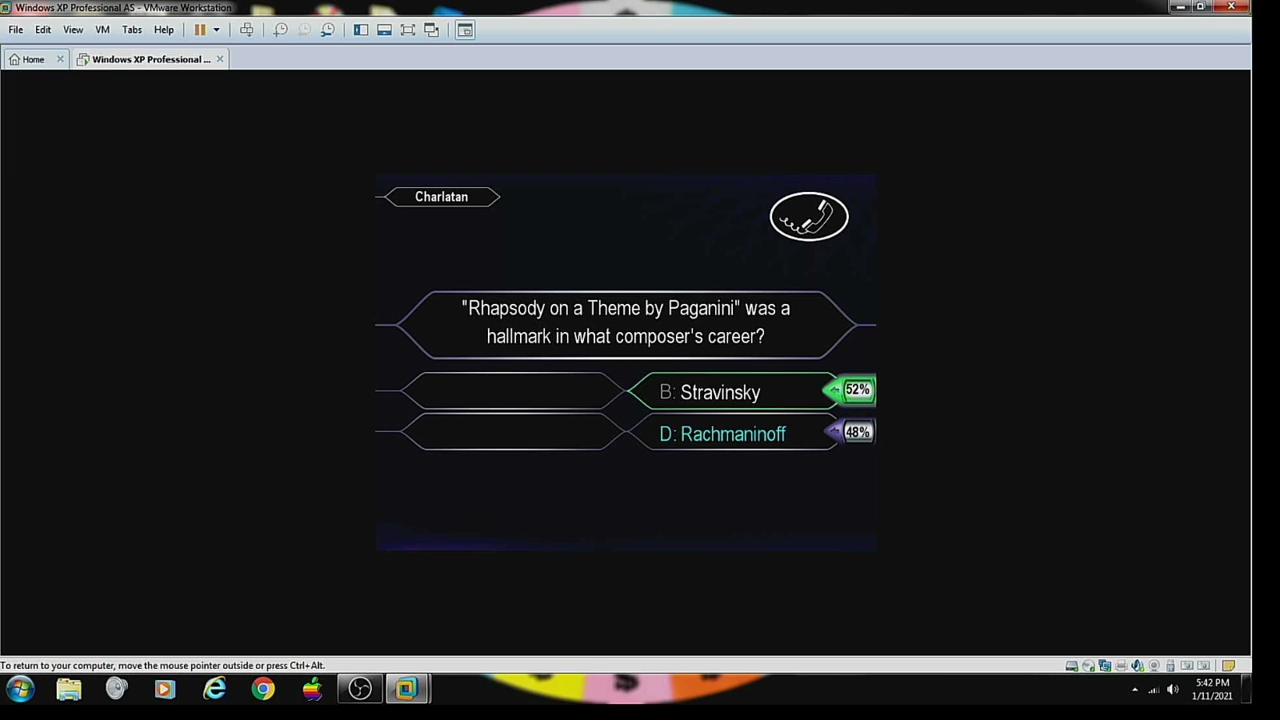 Windows XP Professional AS - VMware Workstation
File Edit View VM Tabs Help
Home Windows XP Professional ...
Charlatan
"Rhapsody on a Theme by Paganini" was a
hallmark in what composer's career?
B: Stravinsky 52%
D: Rachmaninoff 48%
To return to your computer, move the mouse pointer outside or press Ctrl+Alt.
5:42 PM
1/11/2021